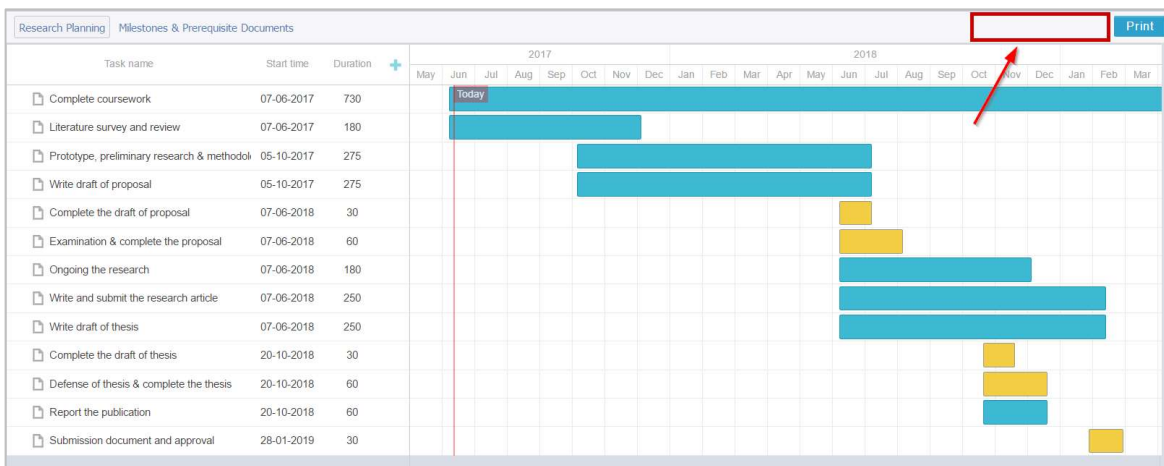 Research Planning Milestones & Prerequisite Documents Print
Task name Start time Duration
2017 2018
May Jun Jul Aug Sep Oct Nov Dec Jan Feb Mar Apr May Jun Jul Aug Sep Oct Nov Dec Jan Feb Mar
Today
Complete coursework 07-06-2017 730
Literature survey and review 07-06-2017 180
Prototype, preliminary research & methodol 05-10-2017 275
Write draft of proposal 05-10-2017 275
Complete the draft of proposal 07-06-2018 30
Examination & complete the proposal 07-06-2018 60
Ongoing the research 07-06-2018 180
Write and submit the research article 07-06-2018 250
Write draft of thesis 07-06-2018 250
Complete the draft of thesis 20-10-2018 30
Defense of thesis & complete the thesis 20-10-2018 60
Report the publication 20-10-2018 60
Submission document and approval 28-01-2019 30